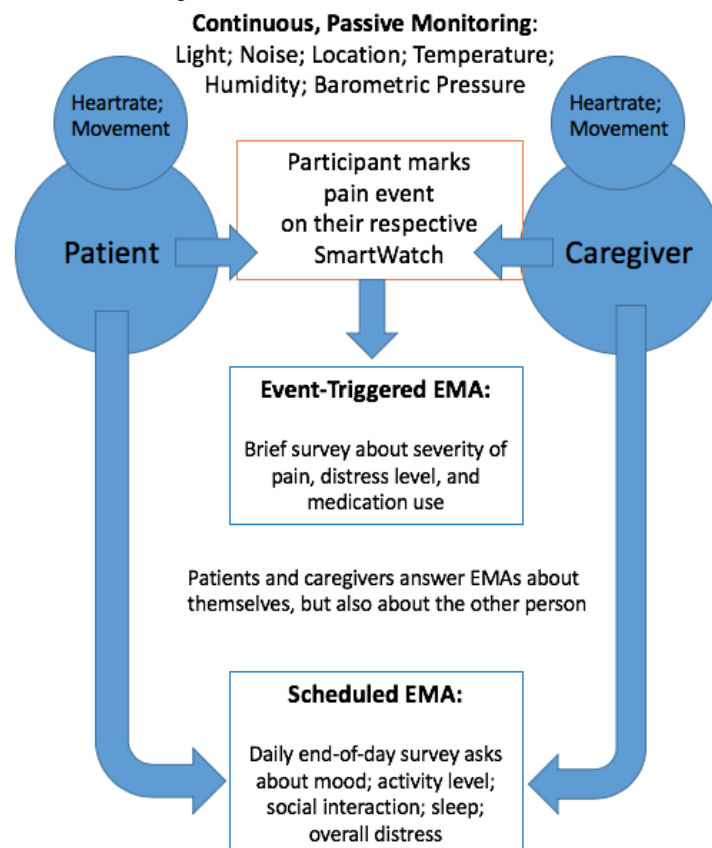 Continuous, Passive Monitoring:
Light; Noise; Location; Temperature;
Humidity; Barometric Pressure
Heartrate;
Movement
Heartrate;
Movement
Participant marks
pain event
on their respective
SmartWatch
Patient
Caregiver
Event-Triggered EMA:
Brief survey about severity of
pain, distress level, and
medication use
Patients and caregivers answer EMAs about
themselves, but also about the other person
Scheduled EMA:
Daily end-of-day survey asks
about mood; activity level;
social interaction; sleep;
overall distress